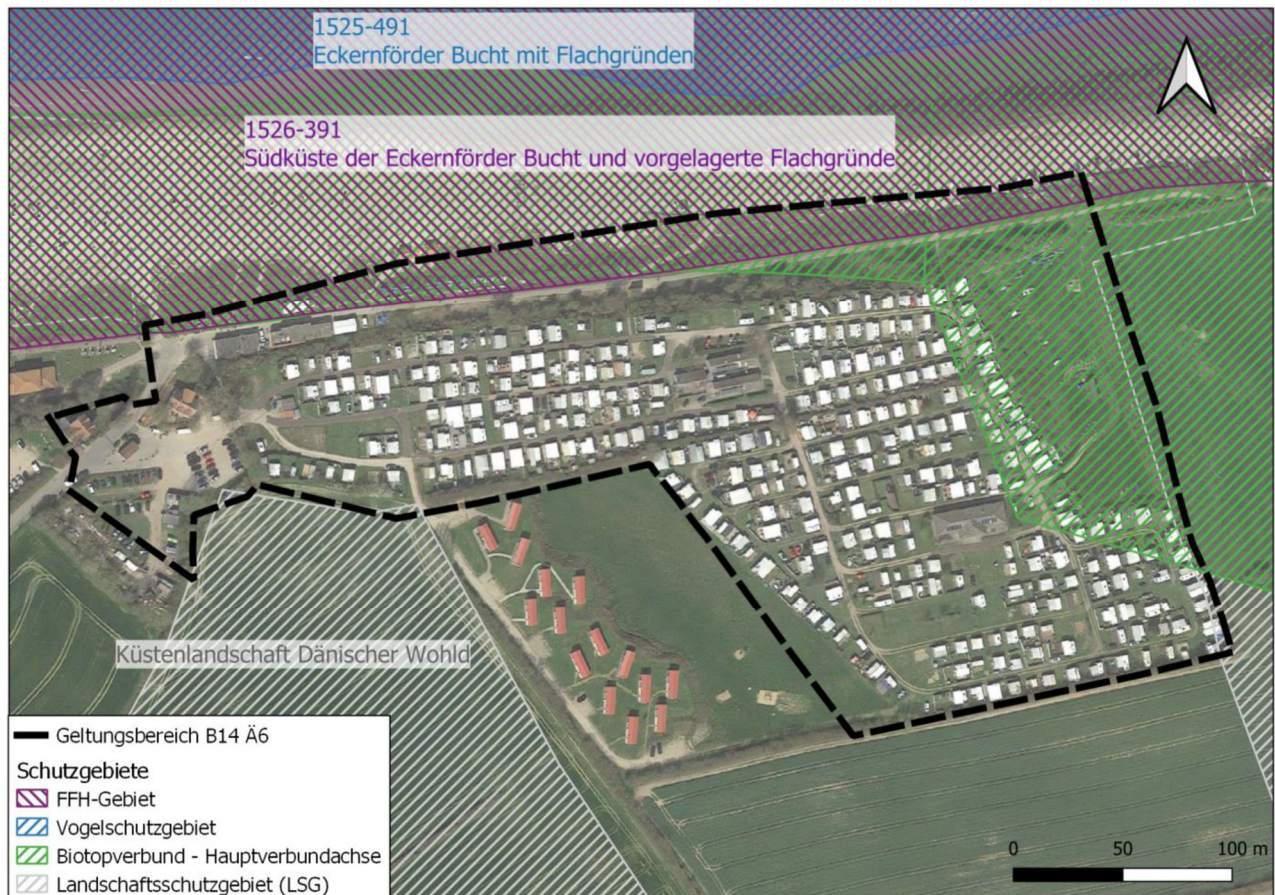 1525-491
Eckernförder Bucht mit Flachgründen
1526-391
Südküste der Eckernförder Bucht und vorgelagerte Flachgründe
Küstenlandschaft Dänischer Wohld
Geltungsbereich B14 Ä6
Schutzgebiete
FFH-Gebiet
Vogelschutzgebiet
Biotopverbund - Hauptverbundachse
Landschaftsschutzgebiet (LSG)
0 50 100 m